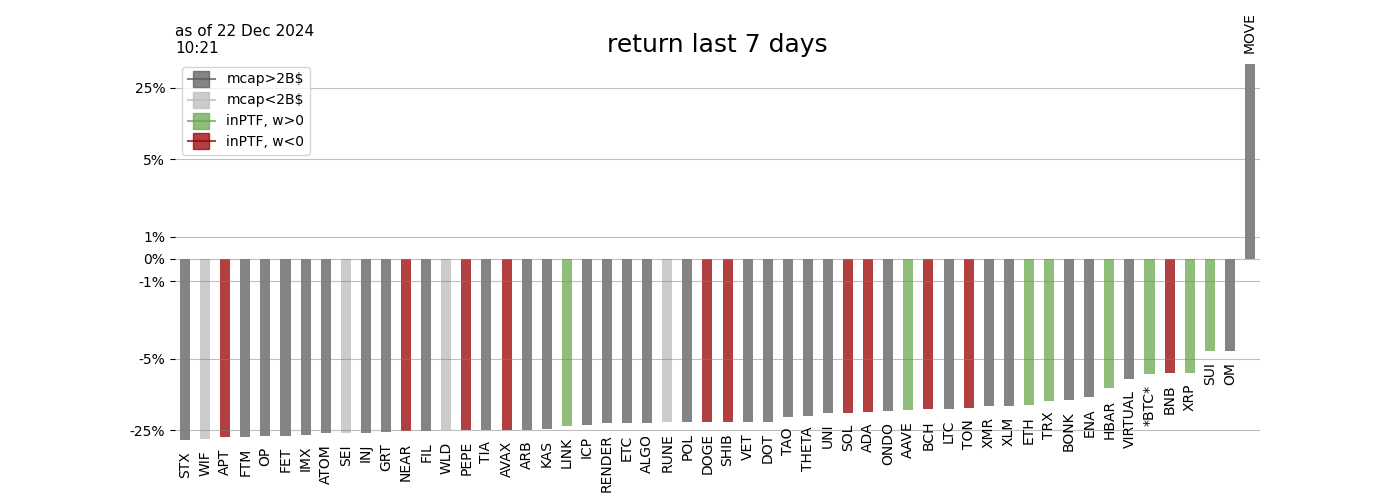 as of 22 Dec 2024
10:21
return last 7 days
MOVE
mcap>2B$
mcap<2B$
inPTF, w>0
inPTF, w<0
25%
5%
1%
0%
-1%
-5%
-25%
STX
WIF
APT
FTM
OP
FET
IMX
ATOM
SEI
INJ
GRT
NEAR
FIL
WLD
PEPE
TIA
AVAX
ARB
KAS
LINK
ICP
RENDER
ETC
ALGO
RUNE
POL
DOGE
SHIB
VET
DOT
TAO
THETA
UNI
SOL
ADA
ONDO
AAVE
BCH
LTC
TON
XMR
XLM
ETH
TRX
BONK
ENA
HBAR
VIRTUAL
*BTC*
BNB
XRP
SUI
OM